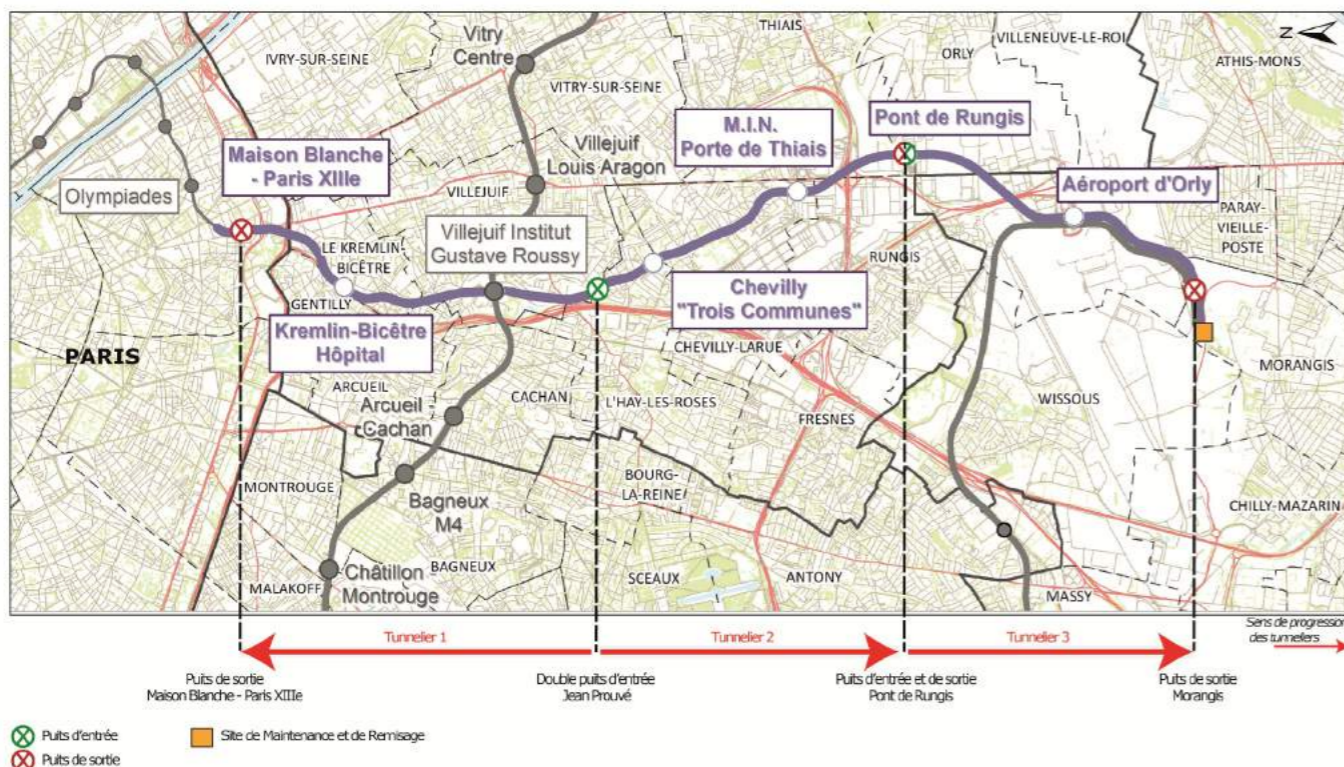 THIAIS
ORLY
VILLENEUVE-LE-ROI
ATHIS-MONS
N
IVRY-SUR-SEINE
Vitry
Centre
VITRY-SUR-SEINE
Maison Blanche
- Paris XIIIe
Olympiades
VILLEJUIF
Villejuif
Louis Aragon
M.I.N.
Porte de Thiais
Pont de Rungis
Aéroport d'Orly
PARAY-
VIEILLE-
POSTE
LE KREMLIN-
BICÊTRE
GENTILLY
Villejuif Institut
Gustave Roussy
RUNGIS
Kremlin-Bicêtre
Hôpital
Chevilly
"Trois Communes"
PARIS
CHEVILLY-LARUE
MORANGIS
ARCUEIL
Arcueil
-Cachan
CACHAN
L'HAY-LES-ROSES
FRESNES
WISSOUS
MONTROUGE
Bagneux
M4
BOURG-
LA-REINE
CHILLY-MAZARIN
MALAKOFF
Châtillon -
Montrouge
BAGNEUX
SCEAUX
ANTONY
MASSY
Tunnelier 1
Tunnelier 2
Tunnelier 3
Sens de progression
des tunneliers
Puits de sortie
Maison Blanche - Paris XIIIe
Double puits d'entrée
Jean Prouvé
Puits d'entrée et de sortie
Pont de Rungis
Puits de sortie
Morangis
Puits d'entrée
Site de Maintenance et de Remisage
Puits de sortie